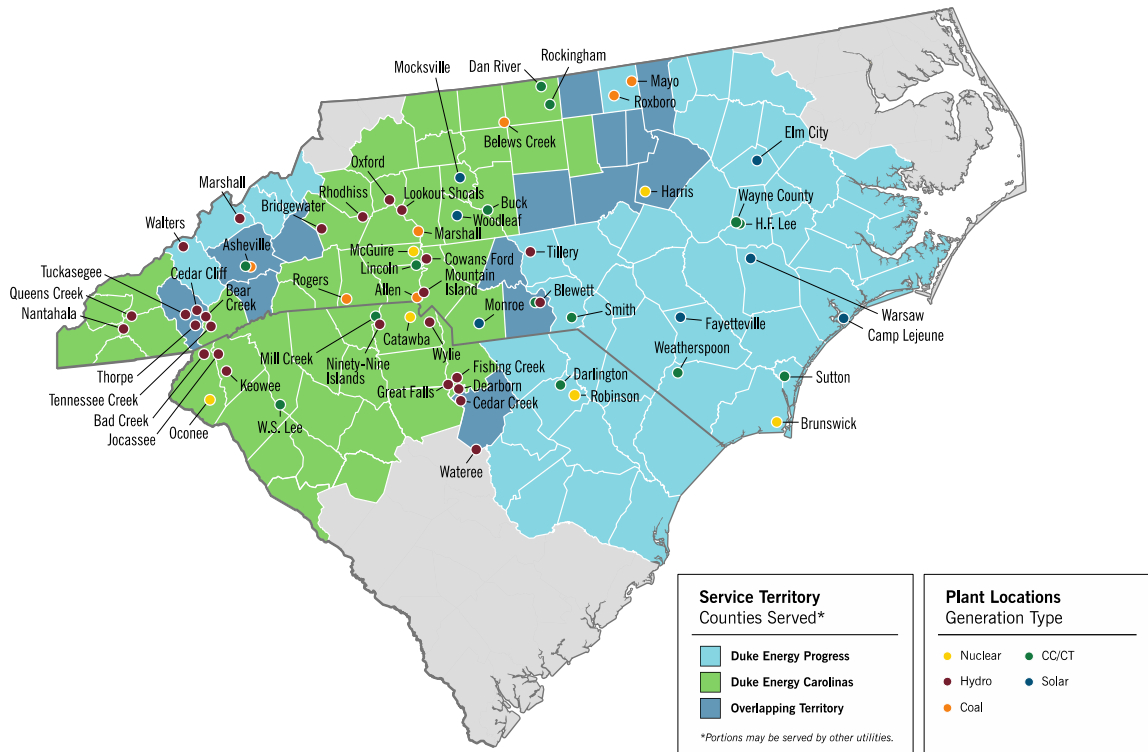 Rockingham
Dan River
Mocksville
Mayo
Roxboro
Belews Creek
Elm City
Oxford
Lookout Shoals
Rhodhiss
Marshall
Bridgewater
Buck
Woodleaf
Harris
Wayne County
H.F. Lee
Walters
Asheville
Marshall
McGuire
Cowans Ford
Tillery
Lincoln
Tuckasegee
Cedar Cliff
Bear
Creek
Rogers
Allen
Mountain
Island
Queens Creek
Nantahala
Monroe
Blewett
Smith
Fayetteville
Warsaw
Camp Lejeune
Catawba
Wylie
Mill Creek
Ninety-Nine
Islands
Weatherspoon
Thorpe
Tennessee Creek
Bad Creek
Jocassee
Keowee
Oconee
W.S. Lee
Fishing Creek
Great Falls
Dearborn
Cedar Creek
Darlington
Robinson
Sutton
Brunswick
Wateree
Service Territory
Counties Served*
Duke Energy Progress
Duke Energy Carolinas
Overlapping Territory
*Portions may be served by other utilities.
Plant Locations
Generation Type
Nuclear
CC/CT
Hydro
Solar
Coal